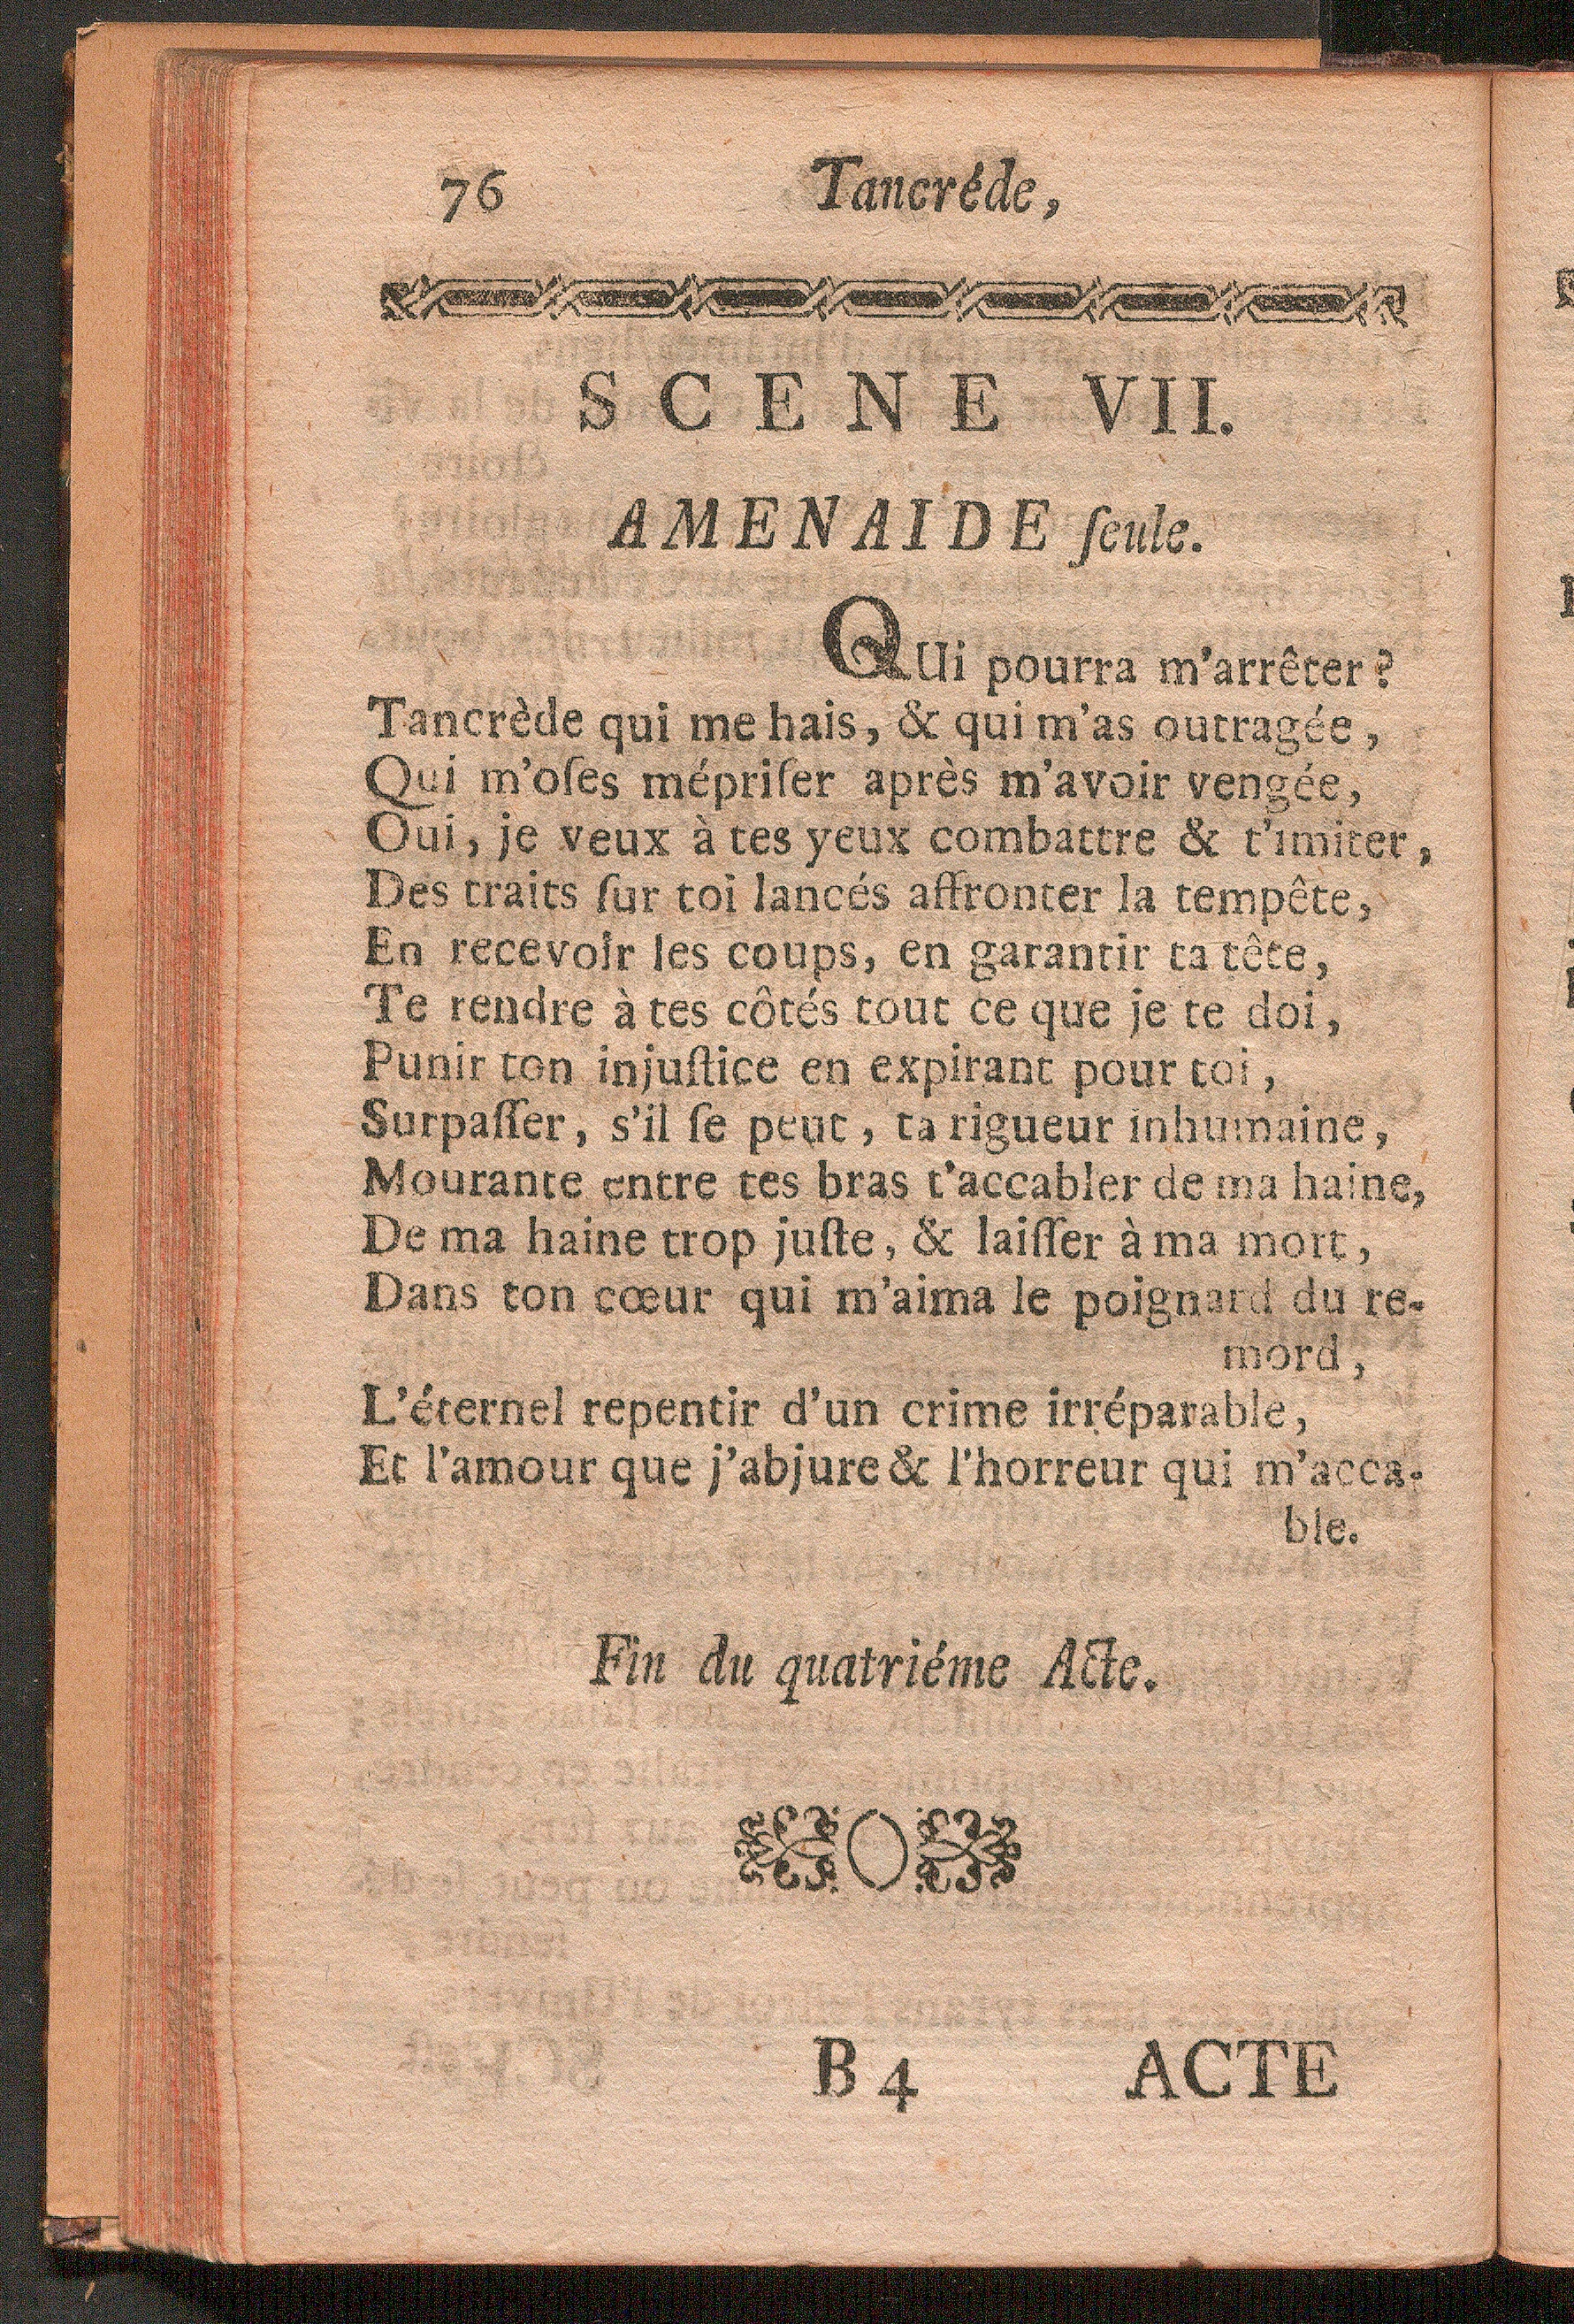 76 Tancréde,
SCENE VII.
AMENAIDE ſeule.
QUi pourra m'arrêter?
Tancrède qui me hais, & qui m'as outragée,
Qui m'oſes mépriſer après m'avoir vengée,
Oui, je veux à tes yeux combattre & t'imiter,
Des traits ſur toi lancés affronter la tempête,
En recevoir les coups, en garantir ta tête,
Te rendre à tes côtés tout ce que je te doi,
Punir ton injuſtice en expirant pour toi,
Surpaſſer, s'il ſe peut, ta rigueur inhumaine,
Mourante entre tes bras t'accabler de ma haine,
De ma haine trop juſte, & laiſſer à ma mort,
Dans ton cœur qui m'aima le poignard du re-
mord,
L'éternel repentir d'un crime irréparable,
Et l'amour que j'abjure & l'horreur qui m'acca-
ble.
Fin du quatriéme Acte.
B 4 ACTE